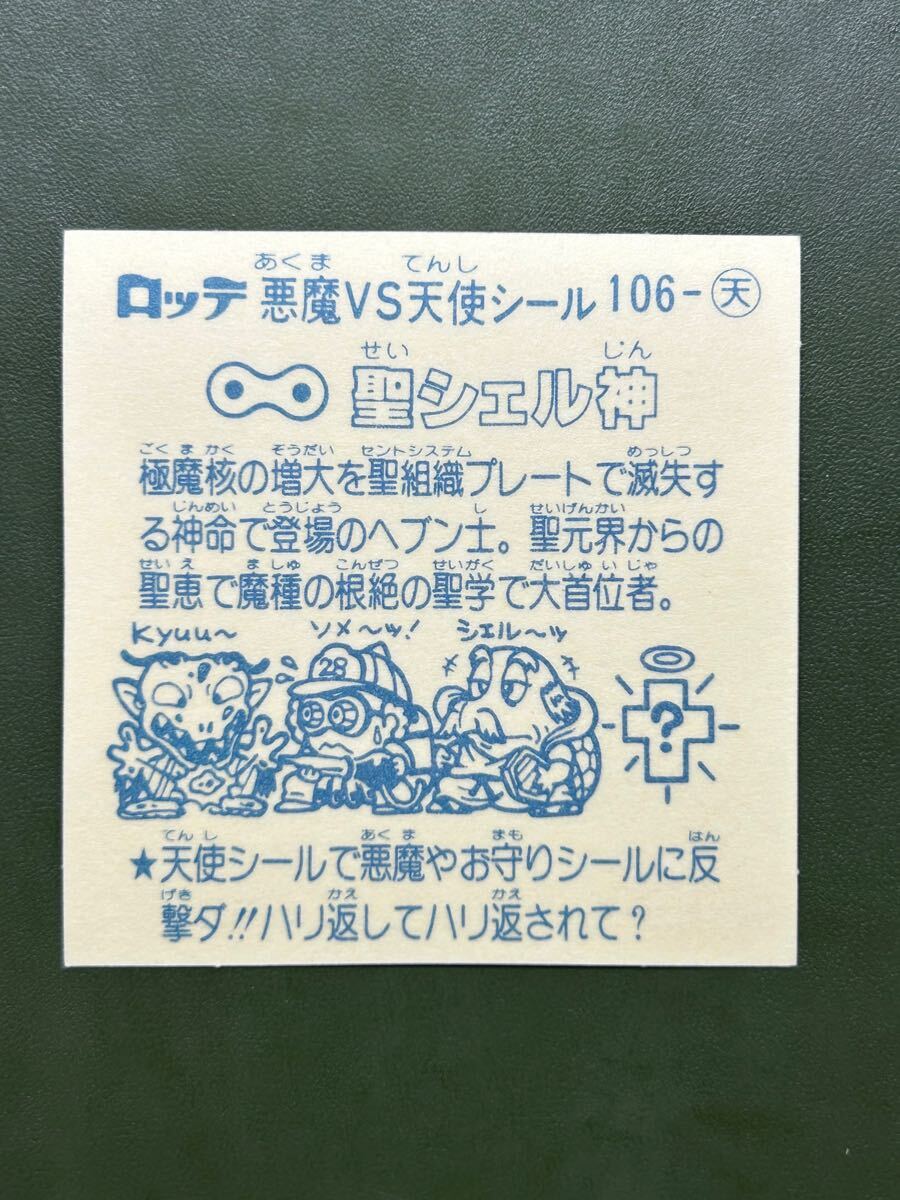 あくま てんし
ロッテ 悪魔VS天使シール 106-天
せい じん
聖シェル神
ごくまかく そうだい セントシステム めっしつ
極魔核の増大を聖組織プレートで滅失す
じんめい とうじょう し せいげんかい
る神命で登場のヘブン士。聖元界からの
せいえ ましゅ こんぜつ せいがく だいしゅいじゃ
聖恵で魔種の根絶の聖学で大首位者。
Kyuu〜 ソメ〜ッ! シェル〜ッ
28
?
てんし あくま まも はん
★天使シールで悪魔やお守りシールに反
げき かえ かえ
撃ダ!!ハリ返してハリ返されて?